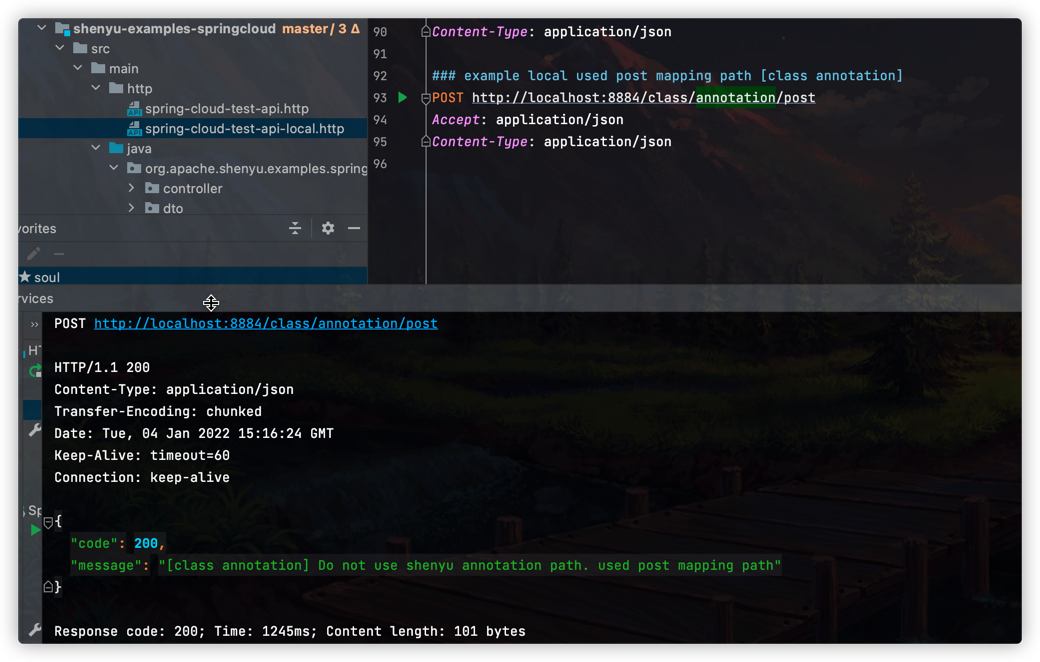 shenyu-examples-springcloud master / 3 Δ
src
main
http
spring-cloud-test-api.http
spring-cloud-test-api-local.http
java
org.apache.shenyu.examples.spring
controller
dto
vorites
soul
90 Content-Type: application/json
91
92 ### example local used post mapping path [class annotation]
93 POST http://localhost:8884/class/annotation/post
94 Accept: application/json
95 Content-Type: application/json
96
rvices
POST http://localhost:8884/class/annotation/post
HT
HTTP/1.1 200
Content-Type: application/json
Transfer-Encoding: chunked
Date: Tue, 04 Jan 2022 15:16:24 GMT
Keep-Alive: timeout=60
Connection: keep-alive
Sp
{
"code": 200,
"message": "[class annotation] Do not use shenyu annotation path. used post mapping path"
}
Response code: 200; Time: 1245ms; Content length: 101 bytes